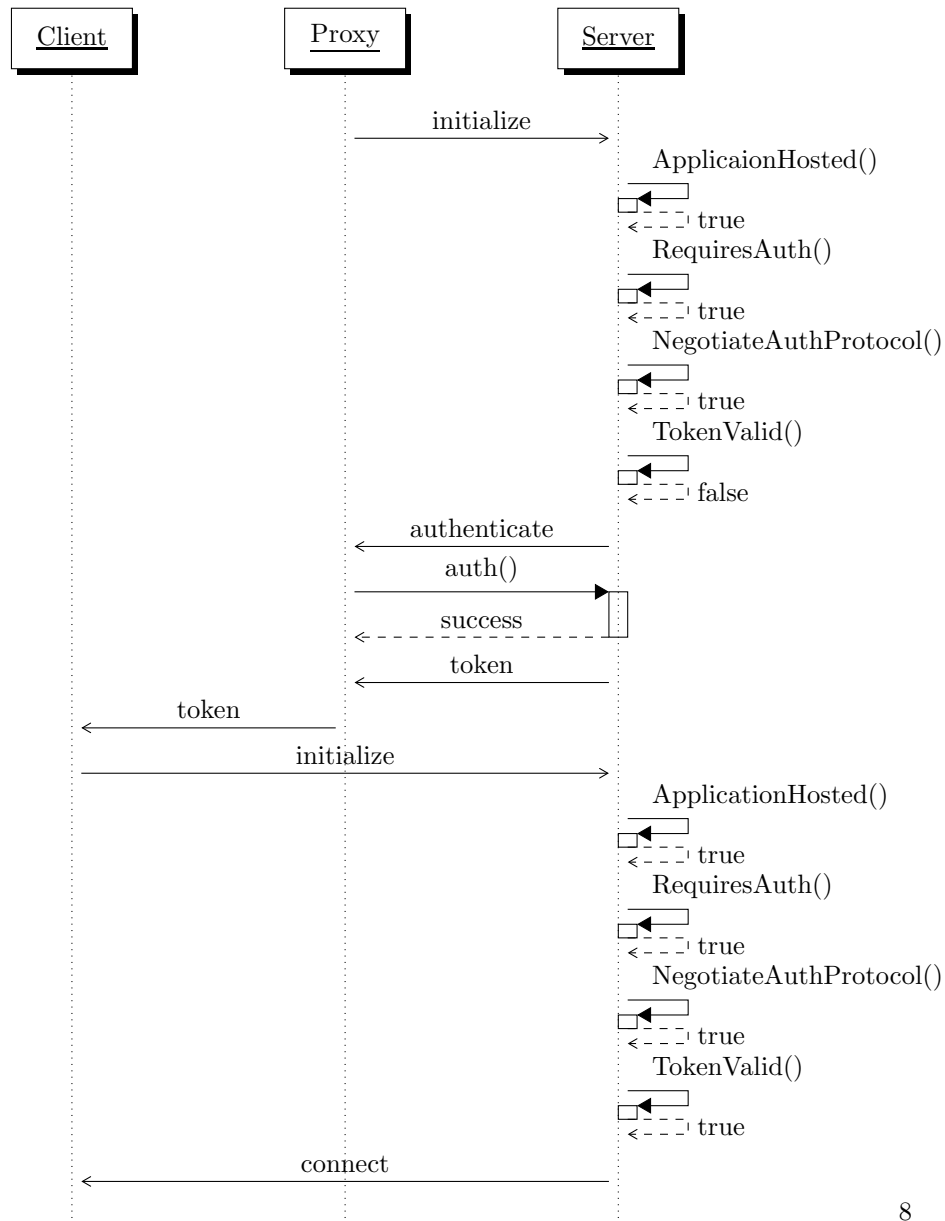 Client
Proxy
Server
initialize
ApplicaionHosted()
true
RequiresAuth()
true
NegotiateAuthProtocol()
true
TokenValid()
false
authenticate
auth()
success
token
token
initialize
ApplicationHosted()
true
RequiresAuth()
true
NegotiateAuthProtocol()
true
TokenValid()
true
connect
8